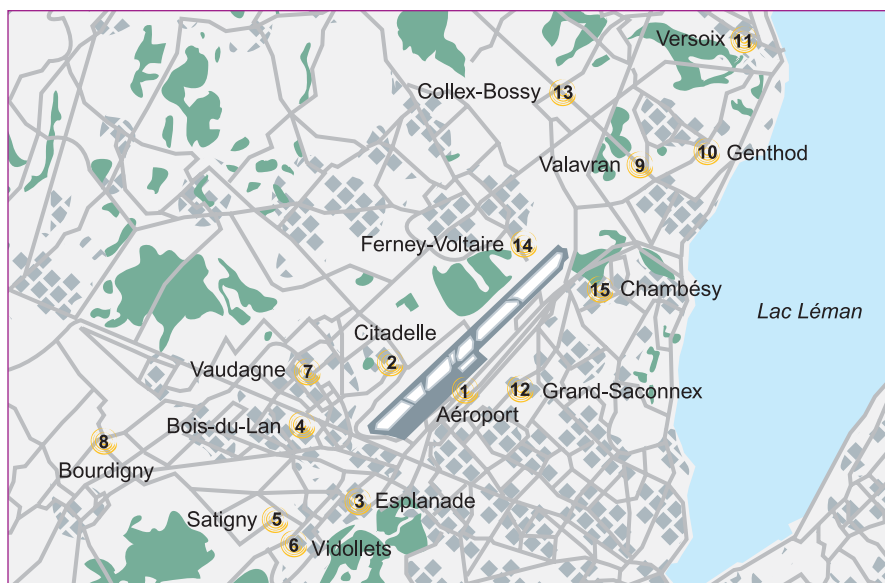 Versoix 11
Collex-Bossy 13
Valavran 9
10 Genthod
Ferney-Voltaire 14
15 Chambésy
Lac Léman
Citadelle
2
Vaudagne 7
1
Aéroport
12 Grand-Saconnex
Bois-du-Lan 4
8
Bourdigny
3 Esplanade
Satigny 5
6 Vidollets